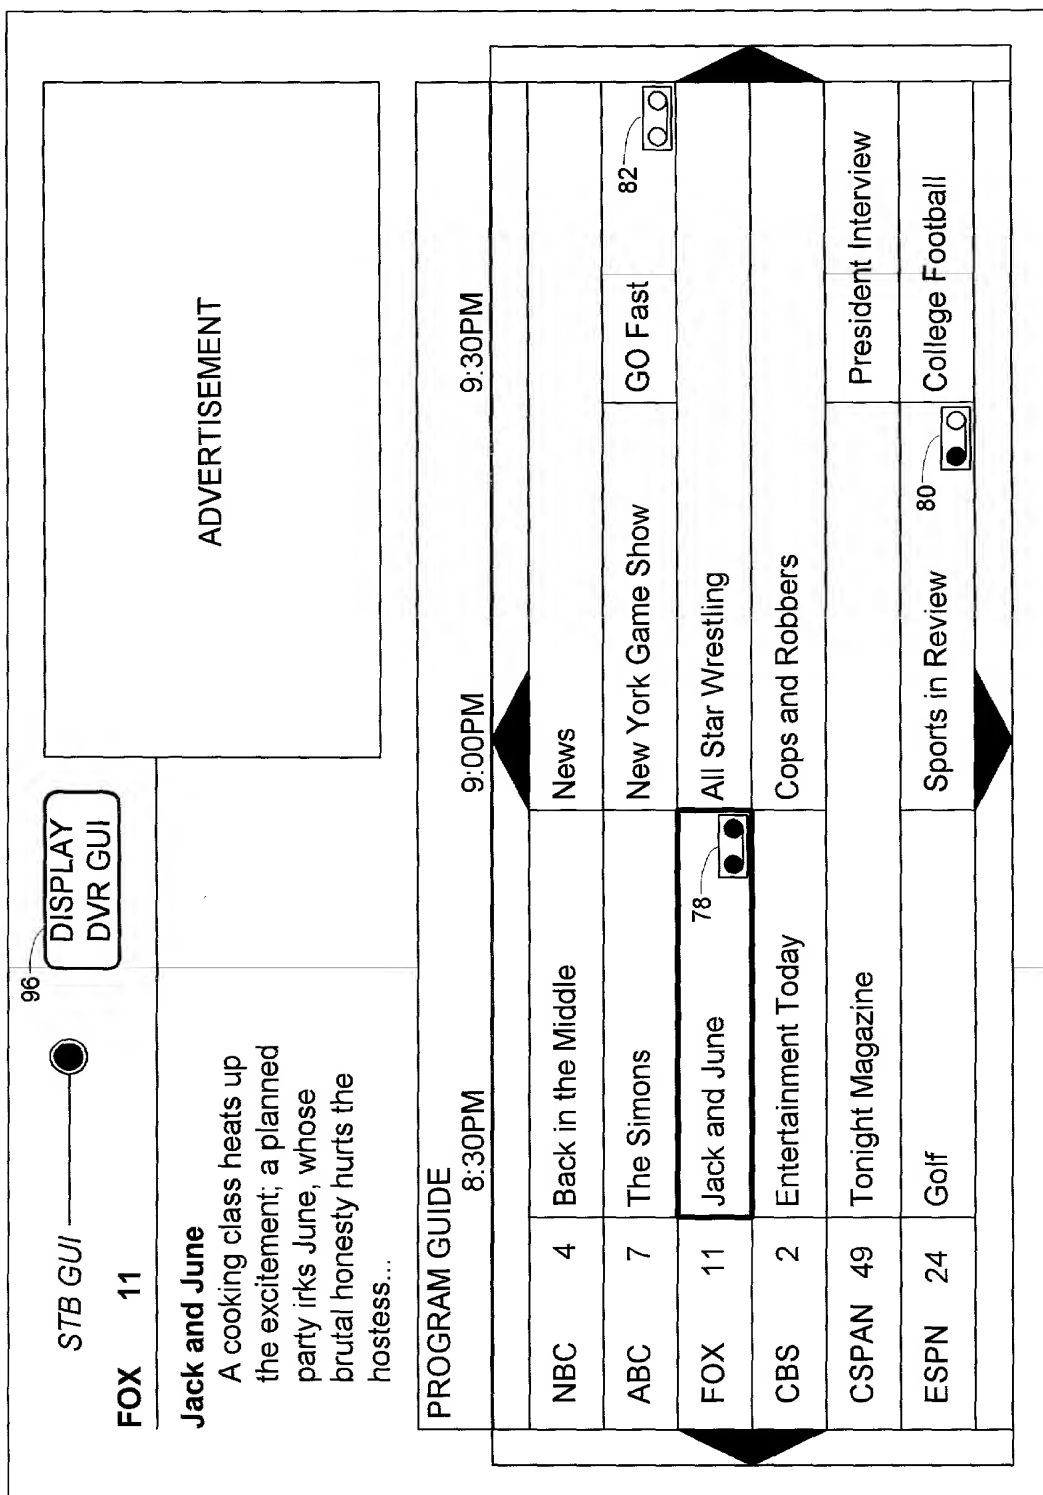 STB GUI
96
DISPLAY
DVR GUI
FOX 11
Jack and June
A cooking class heats up
the excitement; a planned
party irks June, whose
brutal honesty hurts the
hostess...
ADVERTISEMENT
PROGRAM GUIDE
8:30PM 9:00PM 9:30PM
NBC 4 Back in the Middle News
ABC 7 The Simons New York Game Show GO Fast 82
FOX 11 Jack and June 78 All Star Wrestling
CBS 2 Entertainment Today Cops and Robbers
CSPAN 49 Tonight Magazine President Interview
ESPN 24 Golf Sports in Review 80 College Football